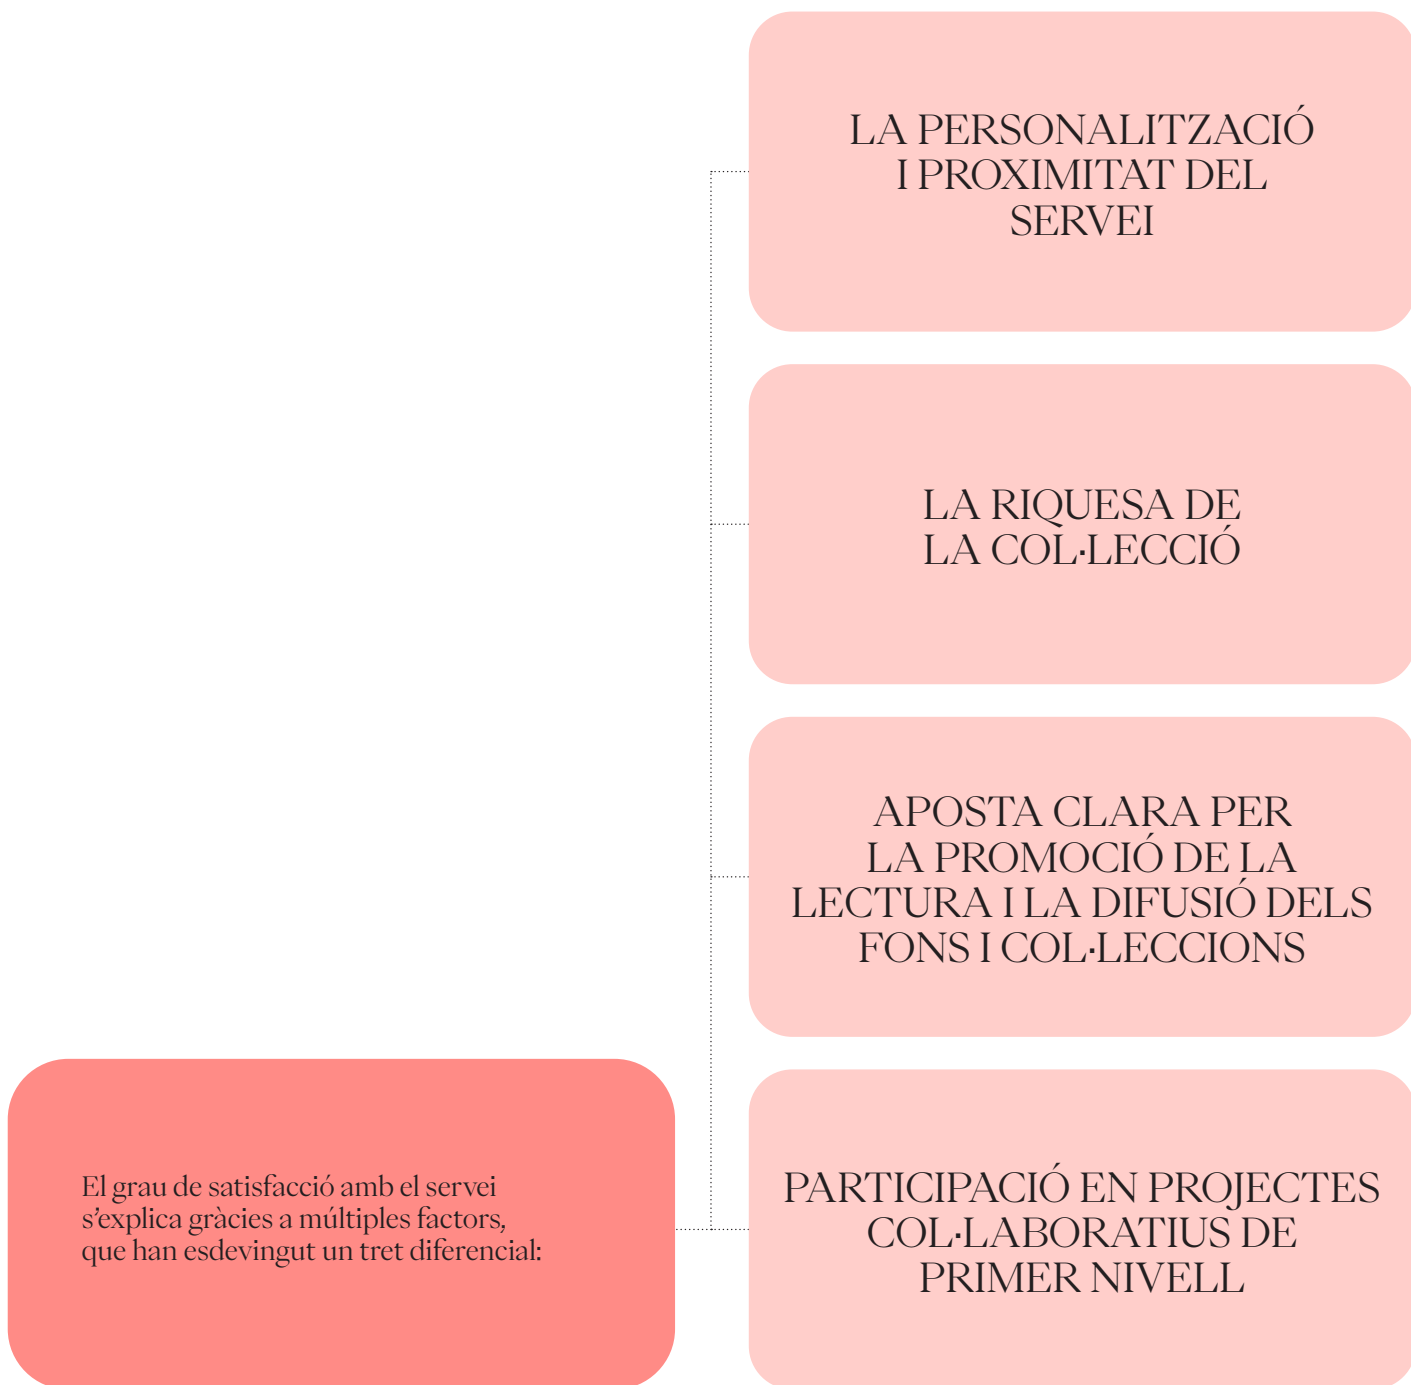 LA PERSONALITZACIÓ
I PROXIMITAT DEL
SERVEI
LA RIQUESA DE
LA COL·LECCIÓ
APOSTA CLARA PER
LA PROMOCIÓ DE LA
LECTURA I LA DIFUSIÓ DELS
FONS I COL·LECCIONS
El grau de satisfacció amb el servei
s’explica gràcies a múltiples factors,
que han esdevingut un tret diferencial:
PARTICIPACIÓ EN PROJECTES
COL·LABORATIUS DE
PRIMER NIVELL